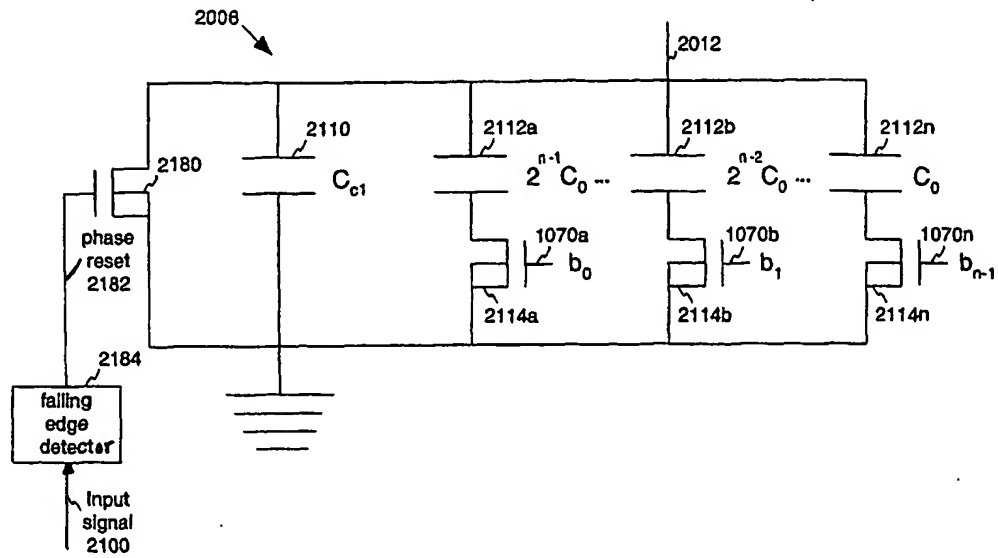 2006
2012
2110
2112a
2112b
2112n
2180
C_c1
2^n-1 C_0 ...
2^n-2 C_0 ...
C_0
phase
reset
2182
1070a
b_0
1070b
b_1
1070n
b_n-1
2114a
2114b
2114n
2184
falling
edge
detector
Input
signal
2100